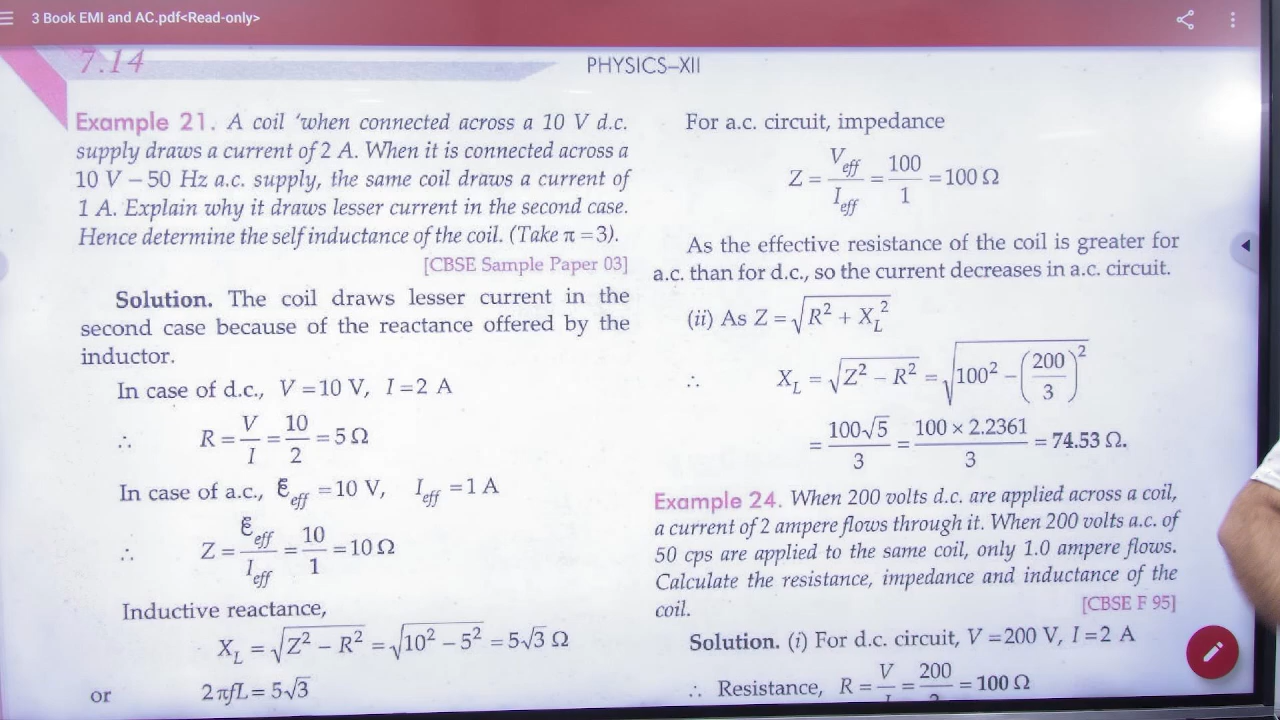 3 Book EMI and AC.pdf<Read-only>
7.14
PHYSICS–XII
Example 21. A coil ‘when connected across a 10 V d.c.
supply draws a current of 2 A. When it is connected across a
10 V – 50 Hz a.c. supply, the same coil draws a current of
1 A. Explain why it draws lesser current in the second case.
Hence determine the self inductance of the coil. (Take π = 3).
[CBSE Sample Paper 03]
Solution. The coil draws lesser current in the
second case because of the reactance offered by the
inductor.
In case of d.c., V = 10 V, I = 2 A
∴ R = V/I = 10/2 = 5 Ω
In case of a.c., ℰ_eff = 10 V, I_eff = 1 A
∴ Z = ℰ_eff/I_eff = 10/1 = 10 Ω
Inductive reactance,
X_L = √(Z² – R²) = √(10² – 5²) = 5√3 Ω
or 2πfL = 5√3
For a.c. circuit, impedance
Z = V_eff/I_eff = 100/1 = 100 Ω
As the effective resistance of the coil is greater for
a.c. than for d.c., so the current decreases in a.c. circuit.
(ii) As Z = √(R² + X_L²)
∴ X_L = √(Z² – R²) = √(100² – (200/3)²)
= 100√5/3 = 100 × 2.2361/3 = 74.53 Ω.
Example 24. When 200 volts d.c. are applied across a coil,
a current of 2 ampere flows through it. When 200 volts a.c. of
50 cps are applied to the same coil, only 1.0 ampere flows.
Calculate the resistance, impedance and inductance of the
coil.
[CBSE F 95]
Solution. (i) For d.c. circuit, V = 200 V, I = 2 A
∴ Resistance, R = V/I = 200/2 = 100 Ω